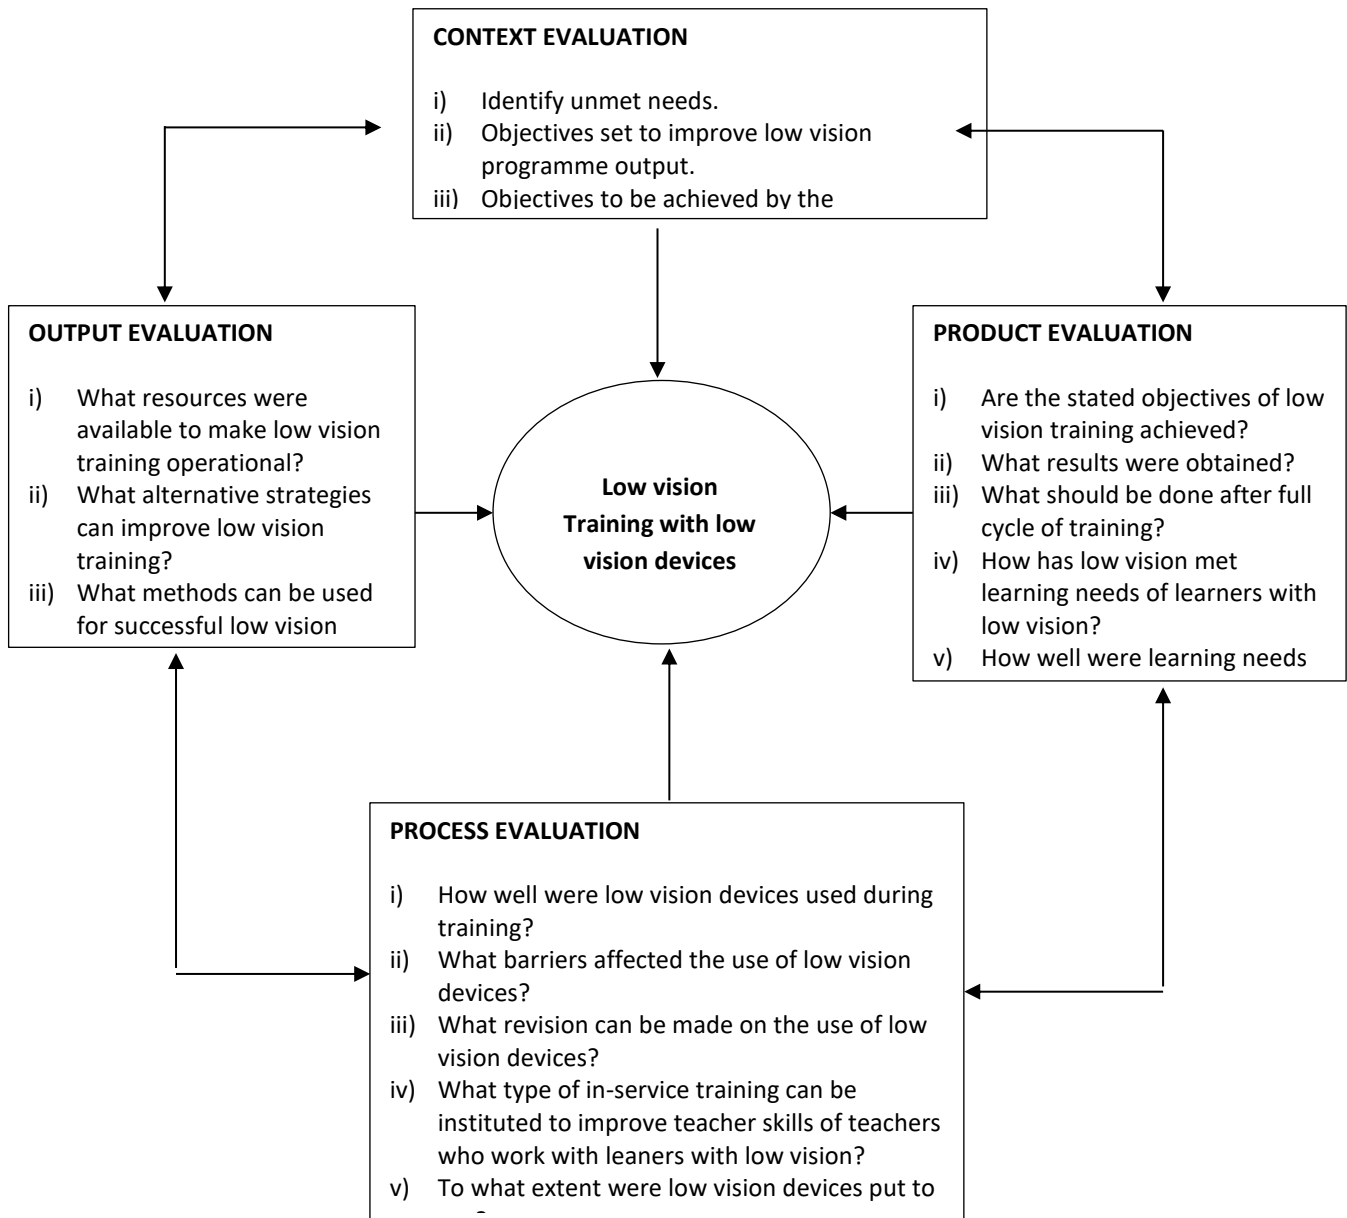 CONTEXT EVALUATION
i) Identify unmet needs.
ii) Objectives set to improve low vision
programme output.
iii) Objectives to be achieved by the
OUTPUT EVALUATION
i) What resources were
available to make low vision
training operational?
ii) What alternative strategies
can improve low vision
training?
iii) What methods can be used
for successful low vision
PRODUCT EVALUATION
i) Are the stated objectives of low
vision training achieved?
ii) What results were obtained?
iii) What should be done after full
cycle of training?
iv) How has low vision met
learning needs of learners with
low vision?
v) How well were learning needs
Low vision
Training with low
vision devices
PROCESS EVALUATION
i) How well were low vision devices used during
training?
ii) What barriers affected the use of low vision
devices?
iii) What revision can be made on the use of low
vision devices?
iv) What type of in-service training can be
instituted to improve teacher skills of teachers
who work with leaners with low vision?
v) To what extent were low vision devices put to